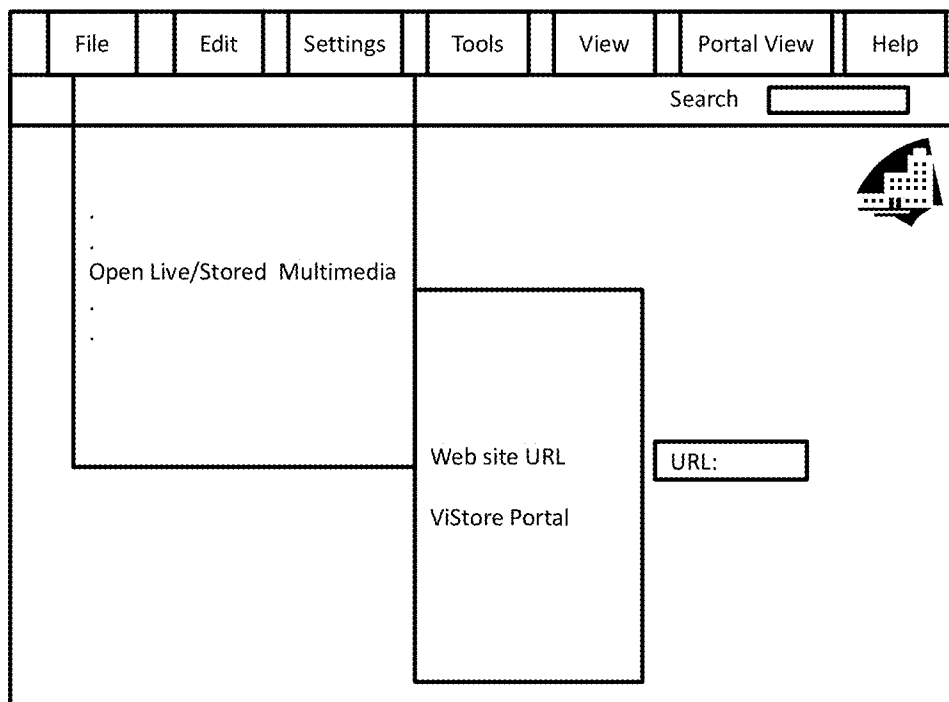 File Edit Settings Tools View Portal View Help
Search
.
.
Open Live/Stored Multimedia
.
.
Web site URL
URL:
ViStore Portal